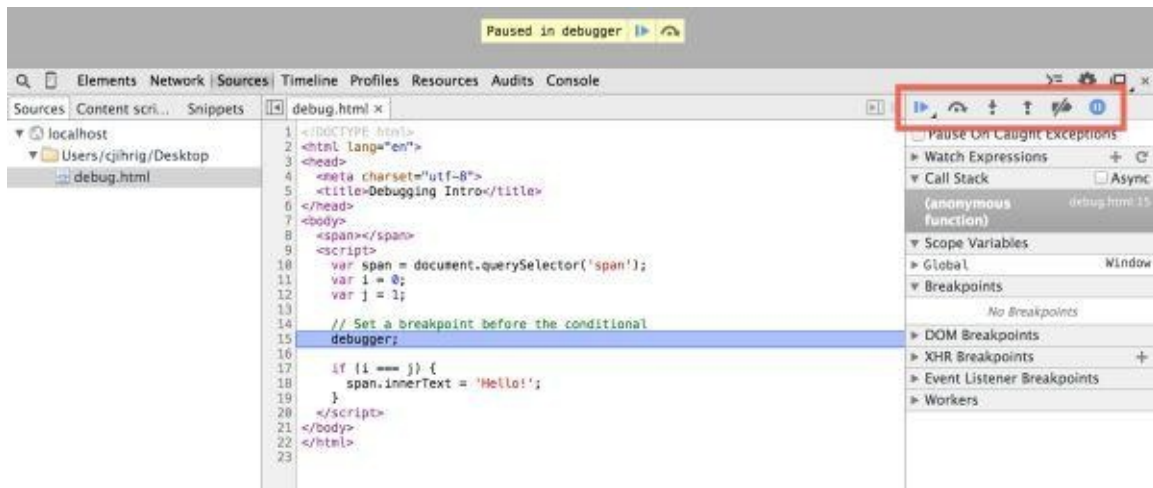 Paused in debugger
Elements Network Sources Timeline Profiles Resources Audits Console
Sources Content scri... Snippets
debug.html ×
localhost
Users/cjihrig/Desktop
debug.html
1 <!DOCTYPE html>
2 <html lang="en">
3 <head>
4 <meta charset="utf-8">
5 <title>Debugging Intro</title>
6 </head>
7 <body>
8 <span></span>
9 <script>
10 var span = document.querySelector('span');
11 var i = 0;
12 var j = 1;
13
14 // Set a breakpoint before the conditional
15 debugger;
16
17 if (i === j) {
18 span.innerText = 'Hello!';
19 }
20 </script>
21 </body>
22 </html>
23
Pause On Caught Exceptions
Watch Expressions
Call Stack Async
(anonymous function) debug.html:15
Scope Variables
Global Window
Breakpoints
No Breakpoints
DOM Breakpoints
XHR Breakpoints
Event Listener Breakpoints
Workers